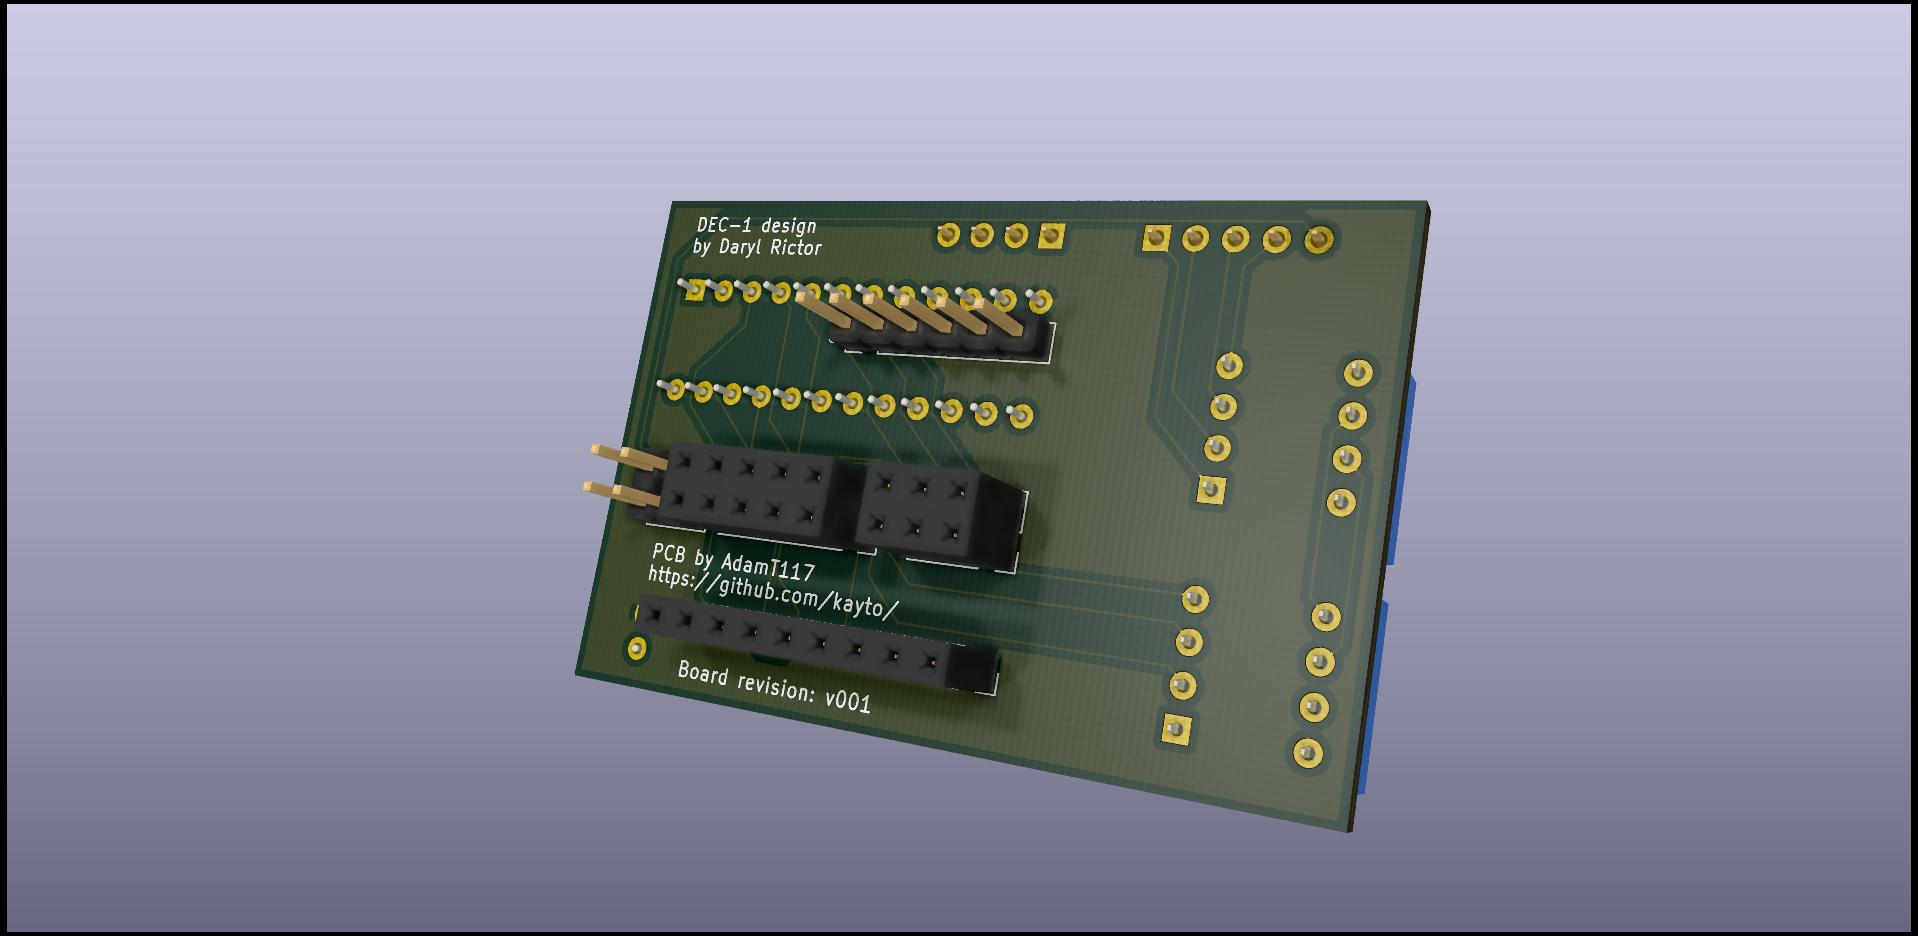 DEC-1 design
by Daryl Rictor
PCB by AdamT117
https://github.com/kayto/
Board revision: v001